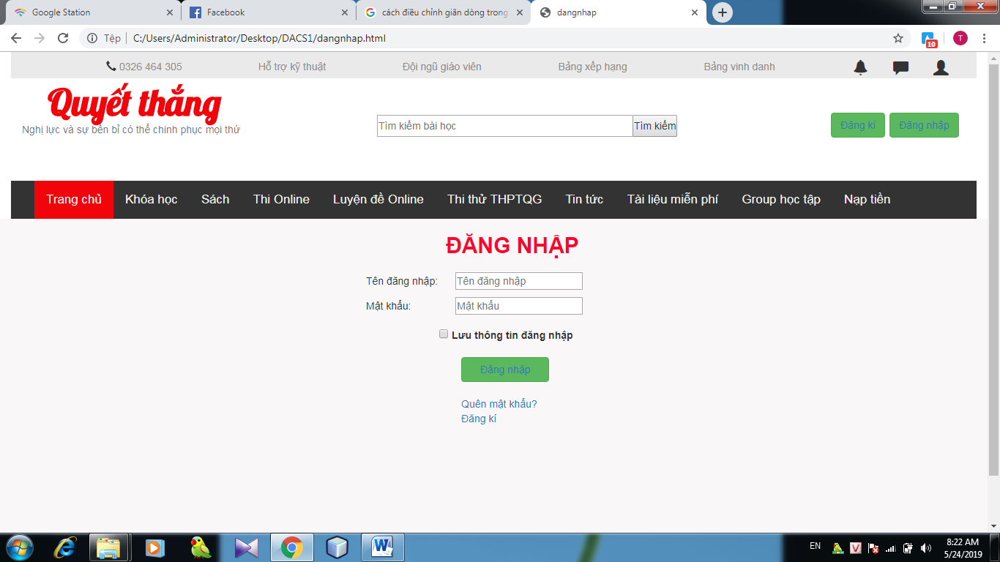 Google Station
Facebook
cách điều chỉnh giãn dòng trong
dangnhap
Tệp
C:/Users/Administrator/Desktop/DACS1/dangnhap.html
10
T
0326 464 305
Hỗ trợ kỹ thuật
Đội ngũ giáo viên
Bảng xếp hạng
Bảng vinh danh
Quyết thắng
Nghị lực và sự bền bỉ có thể chinh phục mọi thứ
Tìm kiếm bài học
Tìm kiếm
Đăng kí
Đăng nhập
Trang chủ
Khóa học
Sách
Thi Online
Luyện đề Online
Thi thử THPTQG
Tin tức
Tài liệu miễn phí
Group học tập
Nạp tiền
ĐĂNG NHẬP
Tên đăng nhập:
Tên đăng nhập
Mật khẩu:
Mật khẩu
Lưu thông tin đăng nhập
Đăng nhập
Quên mật khẩu?
Đăng kí
EN
V
8:22 AM
5/24/2019